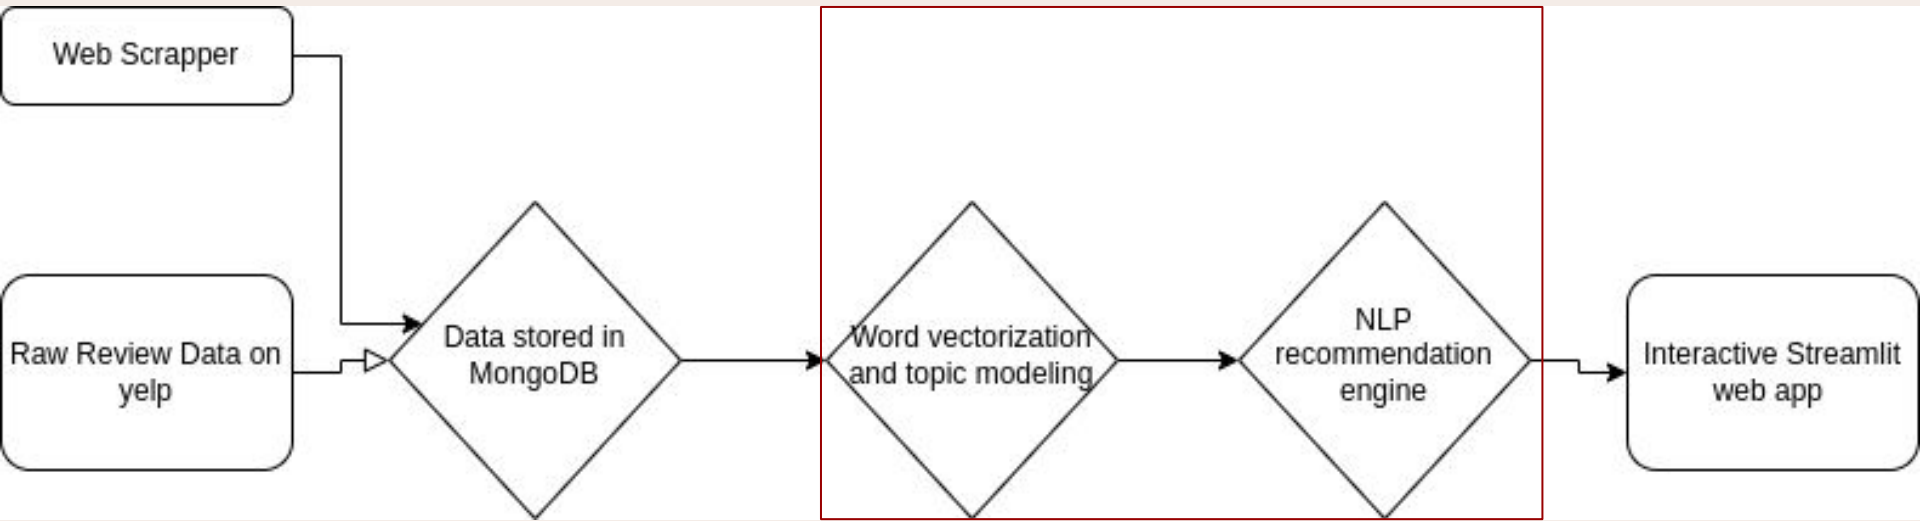 Web Scrapper
Raw Review Data on
yelp
Data stored in
MongoDB
Word vectorization
and topic modeling
NLP
recommendation
engine
Interactive Streamlit
web app